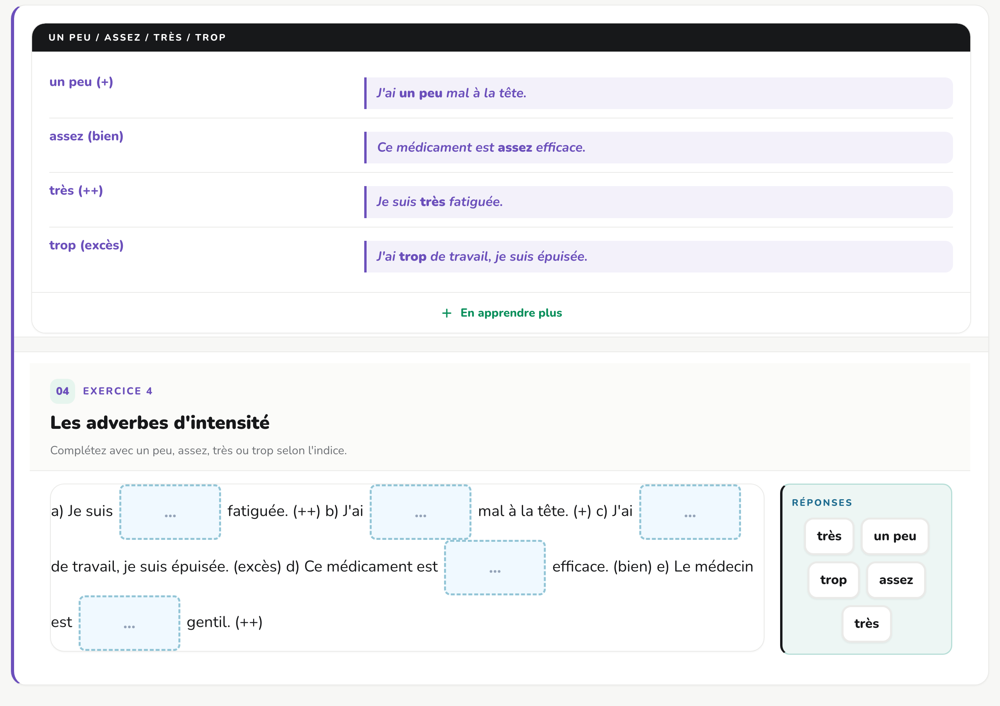 UN PEU / ASSEZ / TRÈS / TROP
un peu (+)
J'ai un peu mal à la tête.
assez (bien)
Ce médicament est assez efficace.
très (++)
Je suis très fatiguée.
trop (excès)
J'ai trop de travail, je suis épuisée.
+ En apprendre plus
04 EXERCICE 4
Les adverbes d'intensité
Complétez avec un peu, assez, très ou trop selon l'indice.
a) Je suis ... fatiguée. (++) b) J'ai ... mal à la tête. (+) c) J'ai ...
de travail, je suis épuisée. (excès) d) Ce médicament est ... efficace. (bien) e) Le médecin
est ... gentil. (++)
RÉPONSES
très un peu
trop assez
très